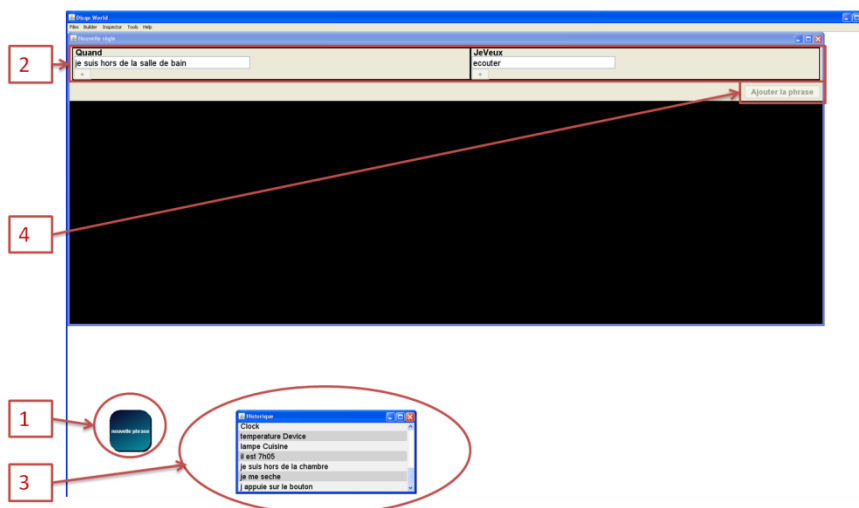 Disqo World
Files Builder Inspector Tools Help
Nouvelle règle
Quand
je suis hors de la salle de bain
+
JeVeux
ecouter
+
Ajouter la phrase
2
4
1
nouvelle phrase
3
Historique
Clock
temperature Device
lampe Cuisine
il est 7h05
je suis hors de la chambre
je me seche
j appuie sur le bouton